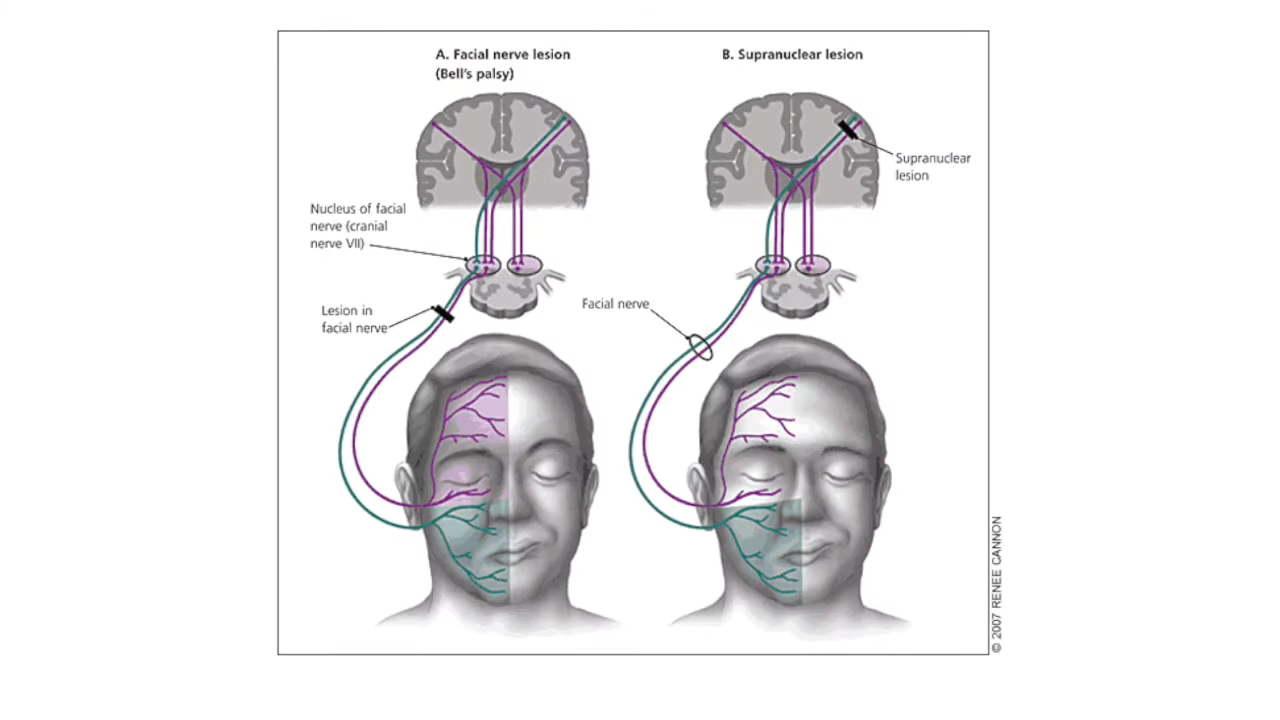 A. Facial nerve lesion
(Bell's palsy)
B. Supranuclear lesion
Supranuclear
lesion
Nucleus of facial
nerve (cranial
nerve VII)
Lesion in
facial nerve
Facial nerve
© 2007 RENEE CANNON